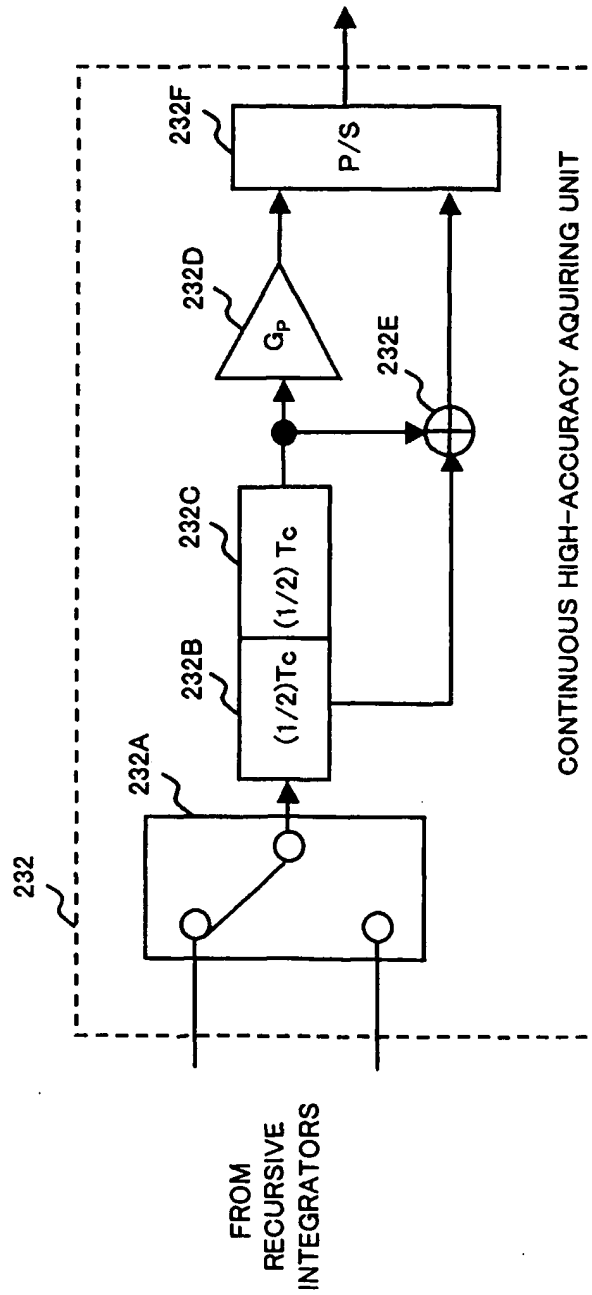 232
FROM
RECURSIVE
INTEGRATORS
232A
232B
(1/2)Tc
232C
(1/2) Tc
232D
GP
232E
232F
P/S
CONTINUOUS HIGH-ACCURACY AQUIRING UNIT